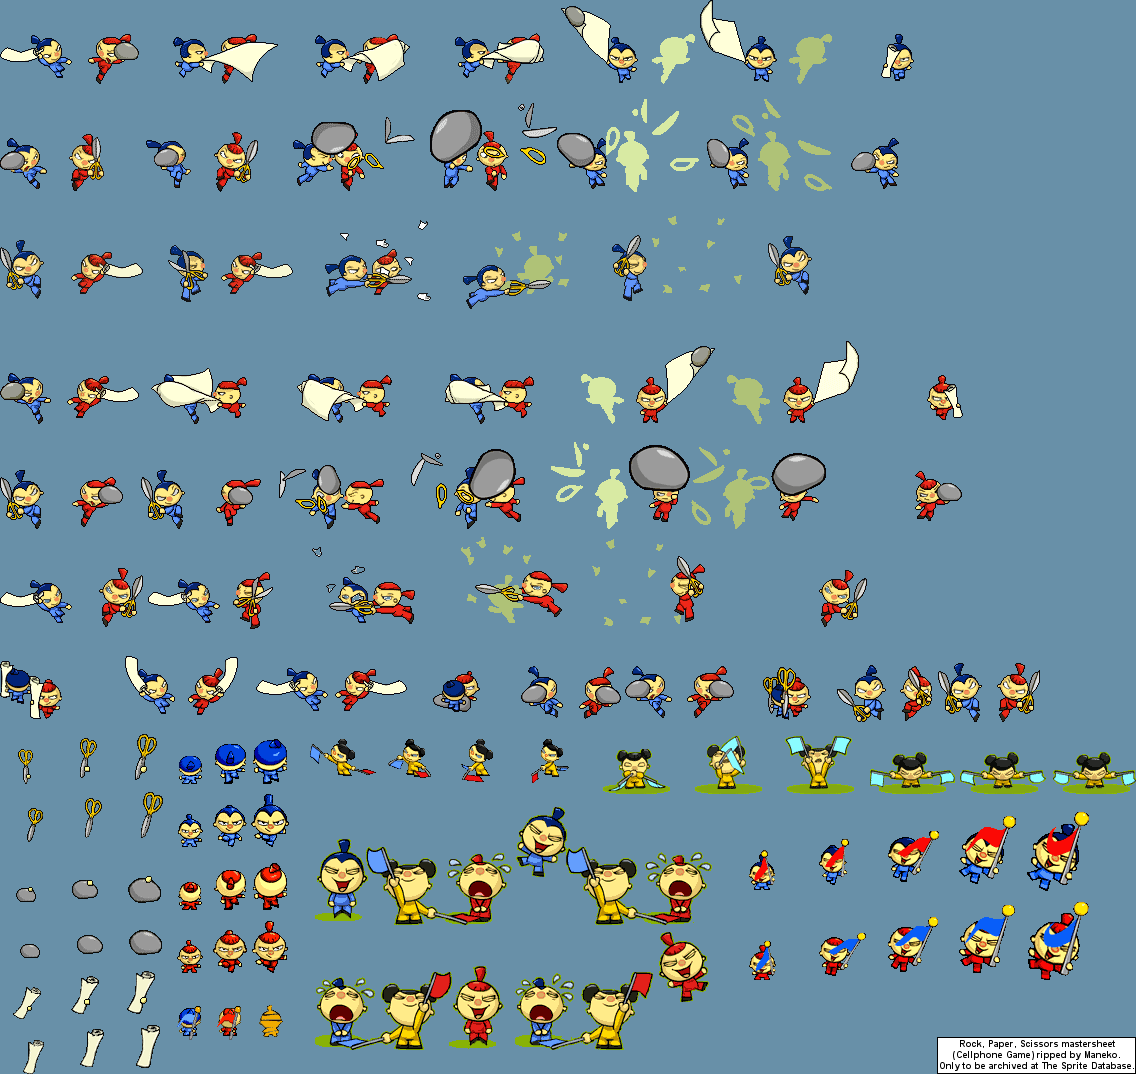 Rock, Paper, Scissors mastersheet
(Cellphone Game) ripped by Maneko.
Only to be archived at The Sprite Database.